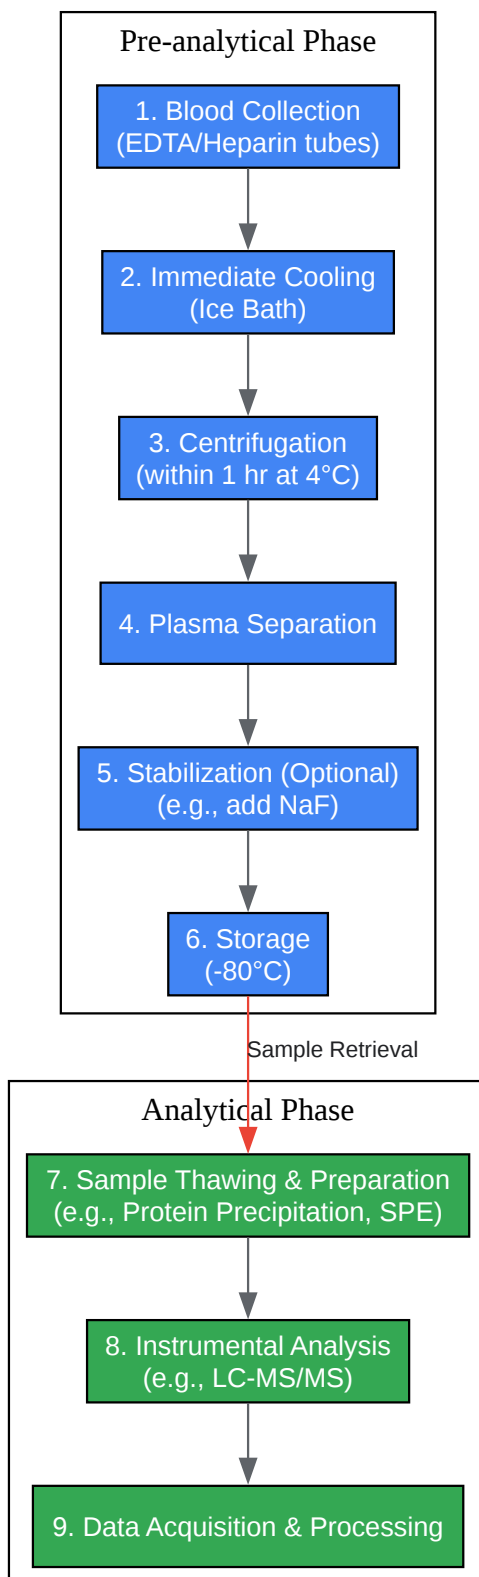 Pre-analytical Phase
1. Blood Collection
(EDTA/Heparin tubes)
2. Immediate Cooling
(Ice Bath)
3. Centrifugation
(within 1 hr at 4°C)
4. Plasma Separation
5. Stabilization (Optional)
(e.g., add NaF)
6. Storage
(-80°C)
Sample Retrieval
Analytical Phase
7. Sample Thawing & Preparation
(e.g., Protein Precipitation, SPE)
8. Instrumental Analysis
(e.g., LC-MS/MS)
9. Data Acquisition & Processing